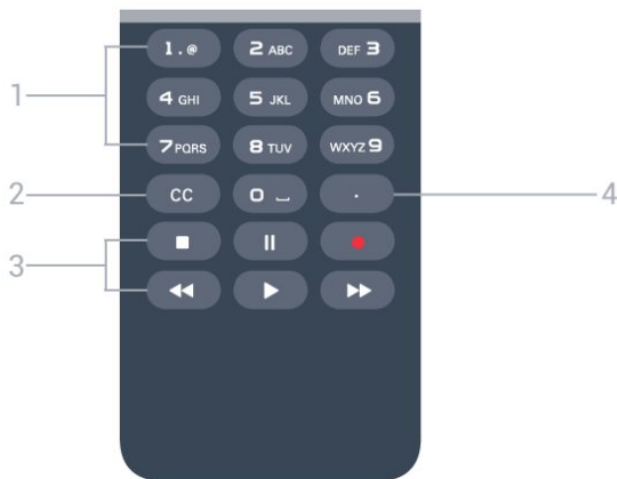 1.@ 2 ABC DEF 3
1
4 GHI 5 JKL MNO 6
7 PQRS 8 TUV WXYZ 9
2 CC 0 ⎵ . 4
3